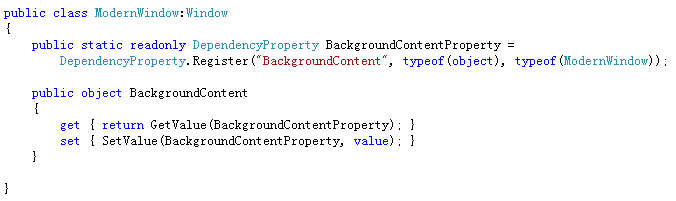 public class ModernWindow:Window
{
public static readonly DependencyProperty BackgroundContentProperty =
DependencyProperty.Register("BackgroundContent", typeof(object), typeof(ModernWindow));
public object BackgroundContent
{
get { return GetValue(BackgroundContentProperty); }
set { SetValue(BackgroundContentProperty, value); }
}
}